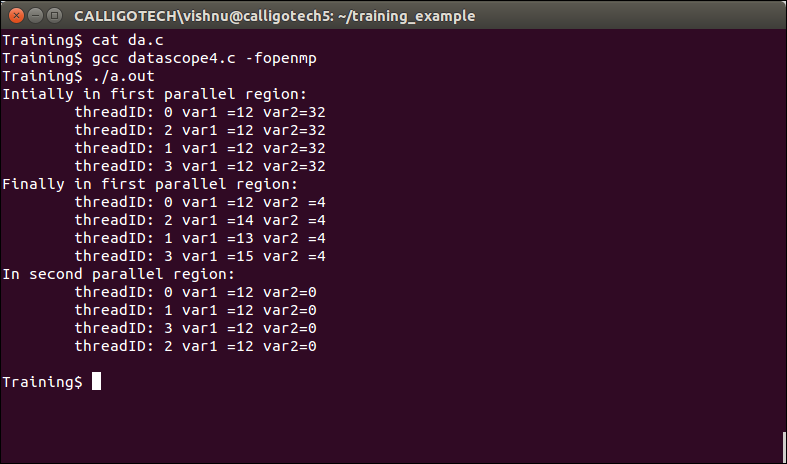 CALLIGOTECH\vishnu@calligotech5: ~/training_example
Training$ cat da.c
Training$ gcc datascope4.c -fopenmp
Training$ ./a.out
Intially in first parallel region:
        threadID: 0 var1 =12 var2=32
        threadID: 2 var1 =12 var2=32
        threadID: 1 var1 =12 var2=32
        threadID: 3 var1 =12 var2=32
Finally in first parallel region:
        threadID: 0 var1 =12 var2 =4
        threadID: 2 var1 =14 var2 =4
        threadID: 1 var1 =13 var2 =4
        threadID: 3 var1 =15 var2 =4
In second parallel region:
        threadID: 0 var1 =12 var2=0
        threadID: 1 var1 =12 var2=0
        threadID: 3 var1 =12 var2=0
        threadID: 2 var1 =12 var2=0
Training$